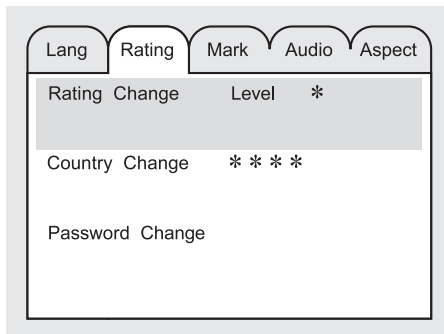 Lang Rating Mark Audio Aspect
Rating Change Level *
Country Change * * * *
Password Change